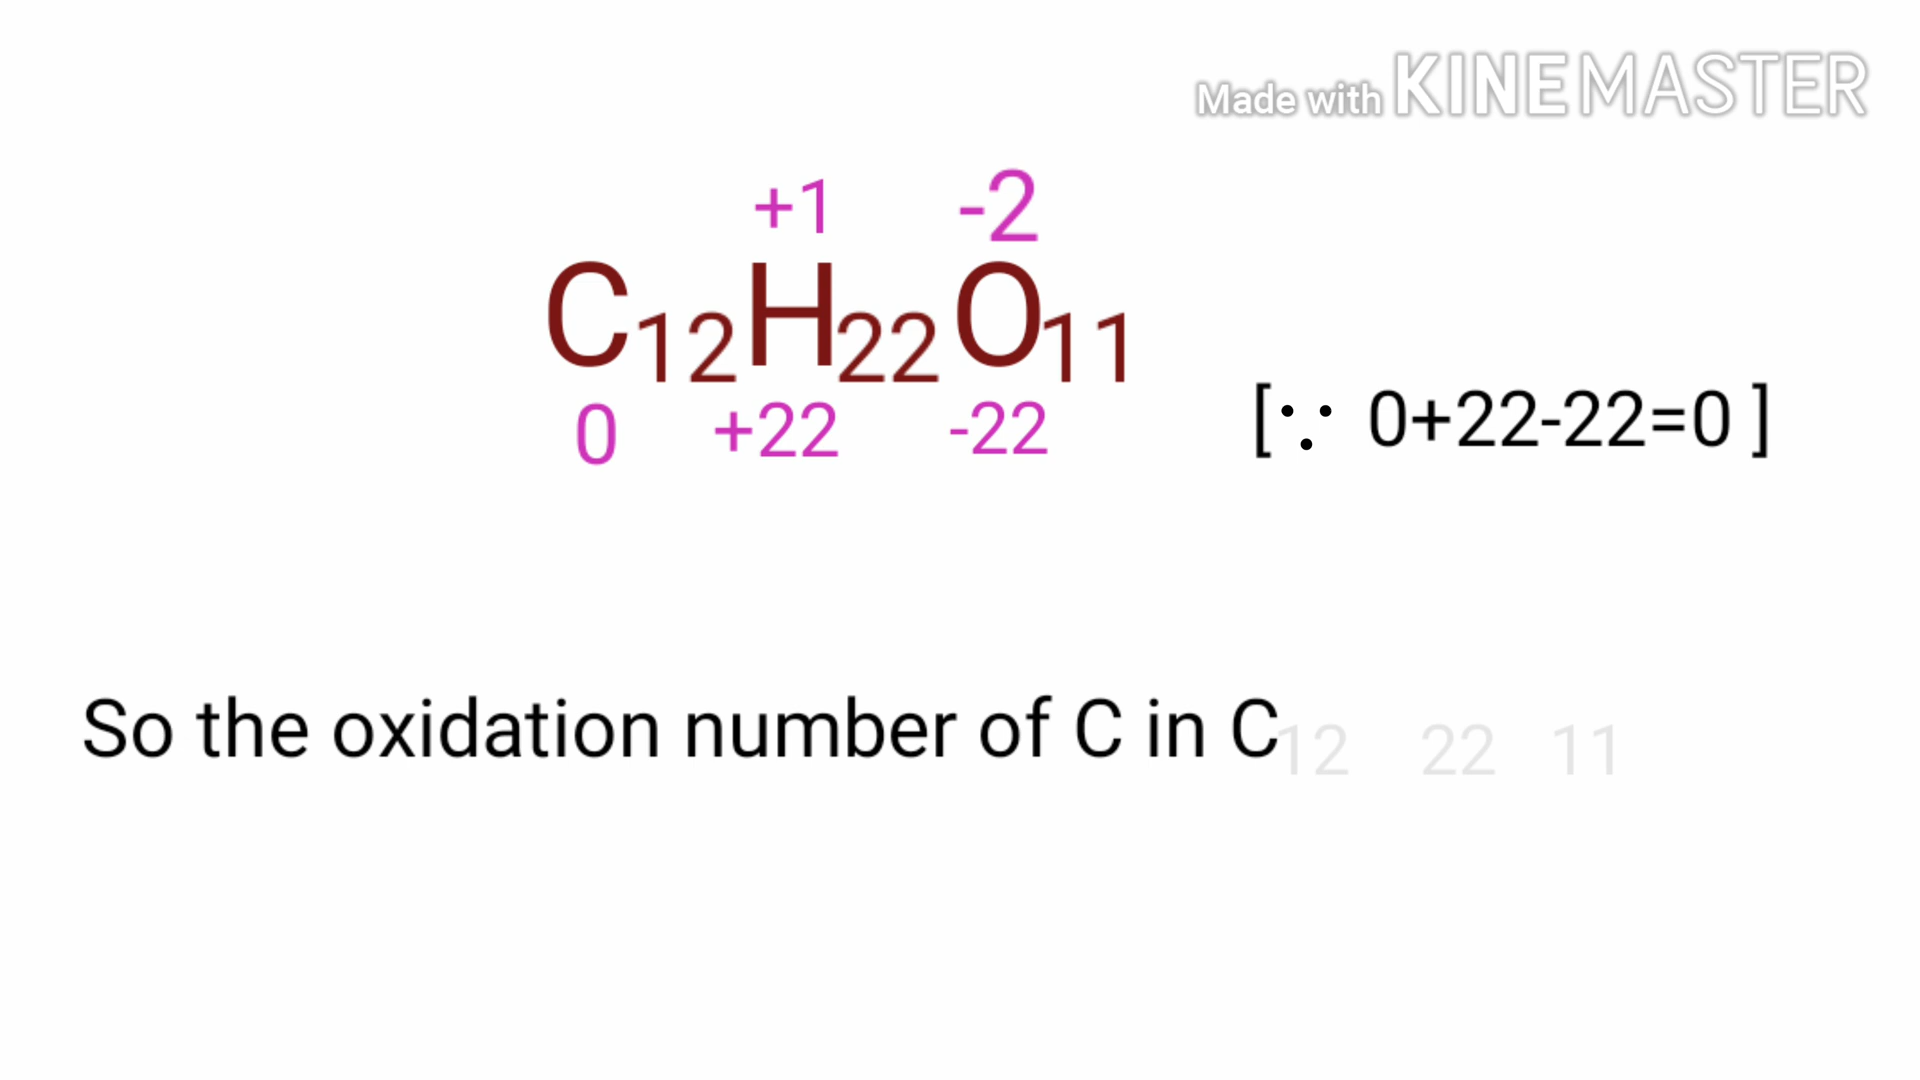 Made with KINEMASTER
+1 -2
C₁₂H₂₂O₁₁
0 +22 -22 [∵ 0+22-22=0 ]
So the oxidation number of C in C₁₂ ₂₂ ₁₁